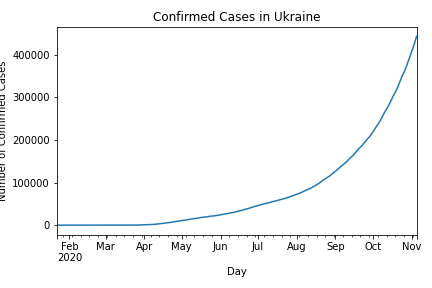 Confirmed Cases in Ukraine
400000
300000
200000
100000
0
Number of Confirmed Cases
Feb Mar Apr May Jun Jul Aug Sep Oct Nov
2020
Day